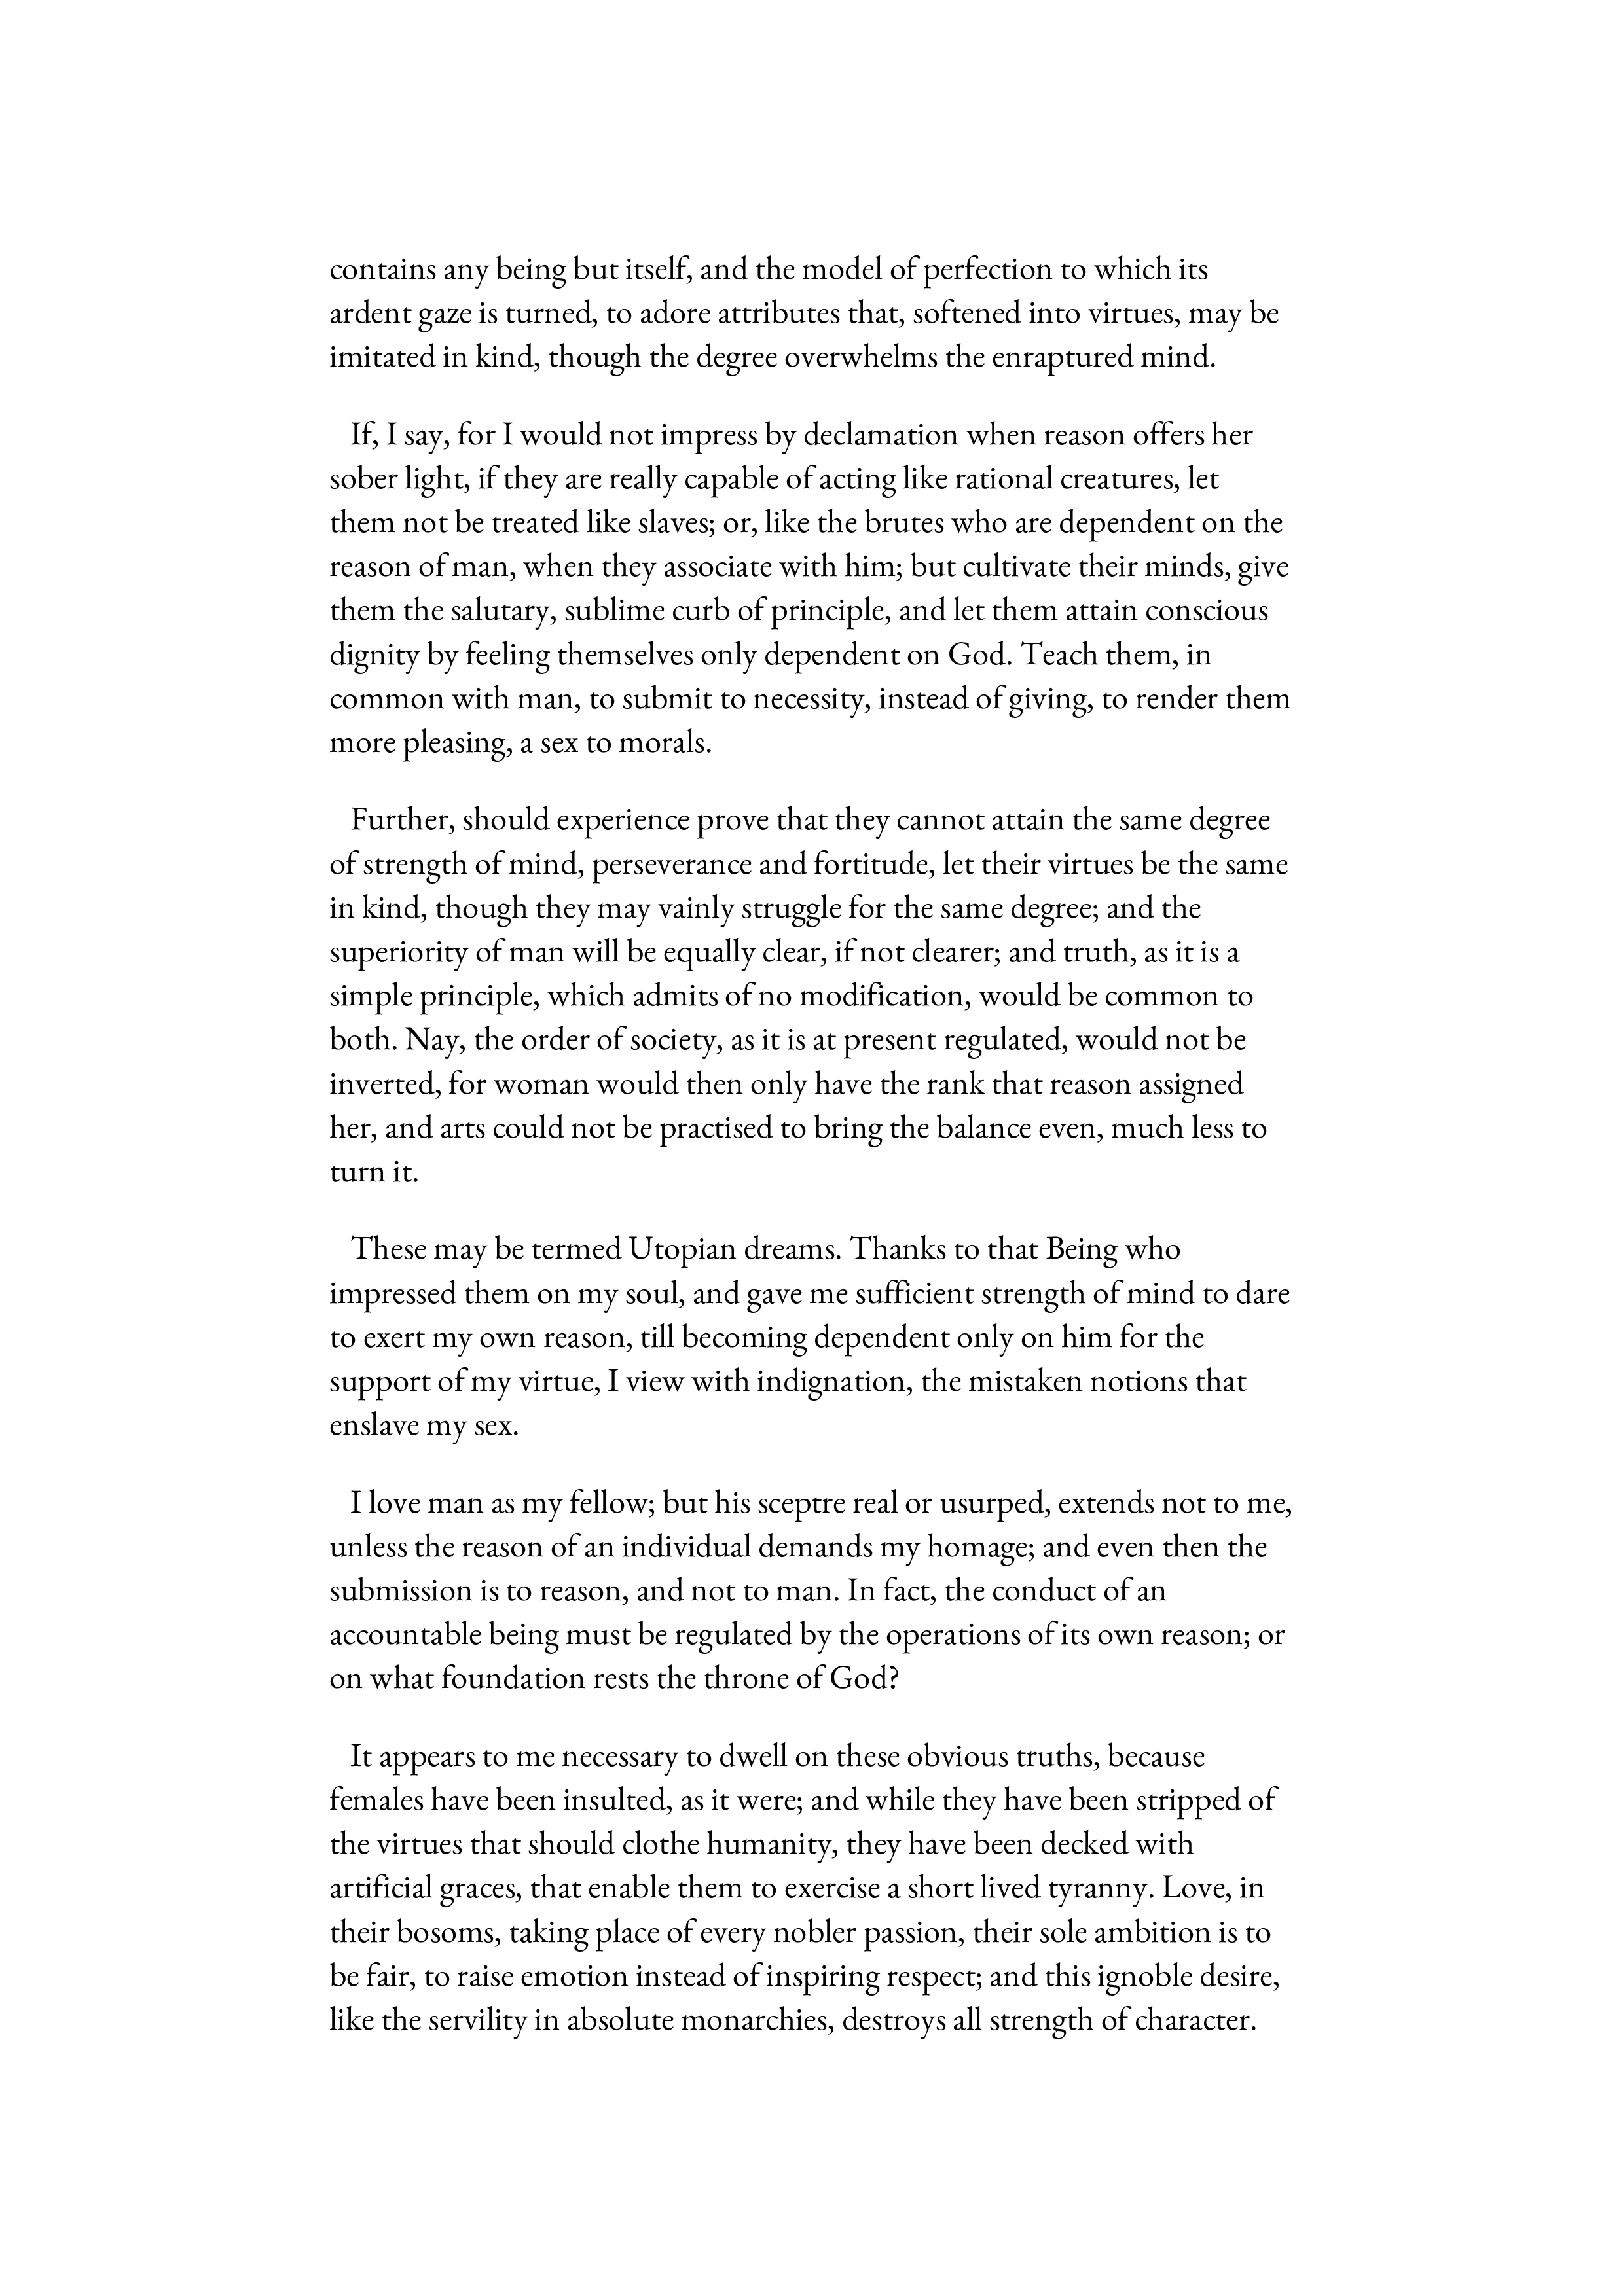 contains any being but itself, and the model of perfection to which its
ardent gaze is turned, to adore attributes that, softened into virtues, may be
imitated in kind, though the degree overwhelms the enraptured mind.
If, I say, for I would not impress by declamation when reason offers her
sober light, if they are really capable of acting like rational creatures, let
them not be treated like slaves; or, like the brutes who are dependent on the
reason of man, when they associate with him; but cultivate their minds, give
them the salutary, sublime curb of principle, and let them attain conscious
dignity by feeling themselves only dependent on God. Teach them, in
common with man, to submit to necessity, instead of giving, to render them
more pleasing, a sex to morals.
Further, should experience prove that they cannot attain the same degree
of strength of mind, perseverance and fortitude, let their virtues be the same
in kind, though they may vainly struggle for the same degree; and the
superiority of man will be equally clear, if not clearer; and truth, as it is a
simple principle, which admits of no modification, would be common to
both. Nay, the order of society, as it is at present regulated, would not be
inverted, for woman would then only have the rank that reason assigned
her, and arts could not be practised to bring the balance even, much less to
turn it.
These may be termed Utopian dreams. Thanks to that Being who
impressed them on my soul, and gave me sufficient strength of mind to dare
to exert my own reason, till becoming dependent only on him for the
support of my virtue, I view with indignation, the mistaken notions that
enslave my sex.
I love man as my fellow; but his sceptre real or usurped, extends not to me,
unless the reason of an individual demands my homage; and even then the
submission is to reason, and not to man. In fact, the conduct of an
accountable being must be regulated by the operations of its own reason; or
on what foundation rests the throne of God?
It appears to me necessary to dwell on these obvious truths, because
females have been insulted, as it were; and while they have been stripped of
the virtues that should clothe humanity, they have been decked with
artificial graces, that enable them to exercise a short lived tyranny. Love, in
their bosoms, taking place of every nobler passion, their sole ambition is to
be fair, to raise emotion instead of inspiring respect; and this ignoble desire,
like the servility in absolute monarchies, destroys all strength of character.